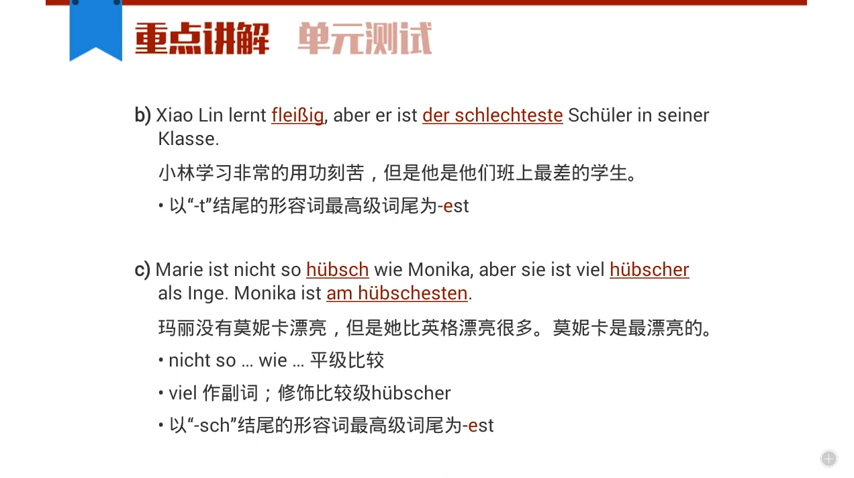 重点讲解 单元测试
b) Xiao Lin lernt fleißig, aber er ist der schlechteste Schüler in seiner
Klasse.
小林学习非常的用功刻苦，但是他是他们班上最差的学生。
• 以“-t”结尾的形容词最高级词尾为-est
c) Marie ist nicht so hübsch wie Monika, aber sie ist viel hübscher
als Inge. Monika ist am hübschesten.
玛丽没有莫妮卡漂亮，但是她比英格漂亮很多。莫妮卡是最漂亮的。
• nicht so ... wie ... 平级比较
• viel 作副词；修饰比较级hübscher
• 以“-sch”结尾的形容词最高级词尾为-est